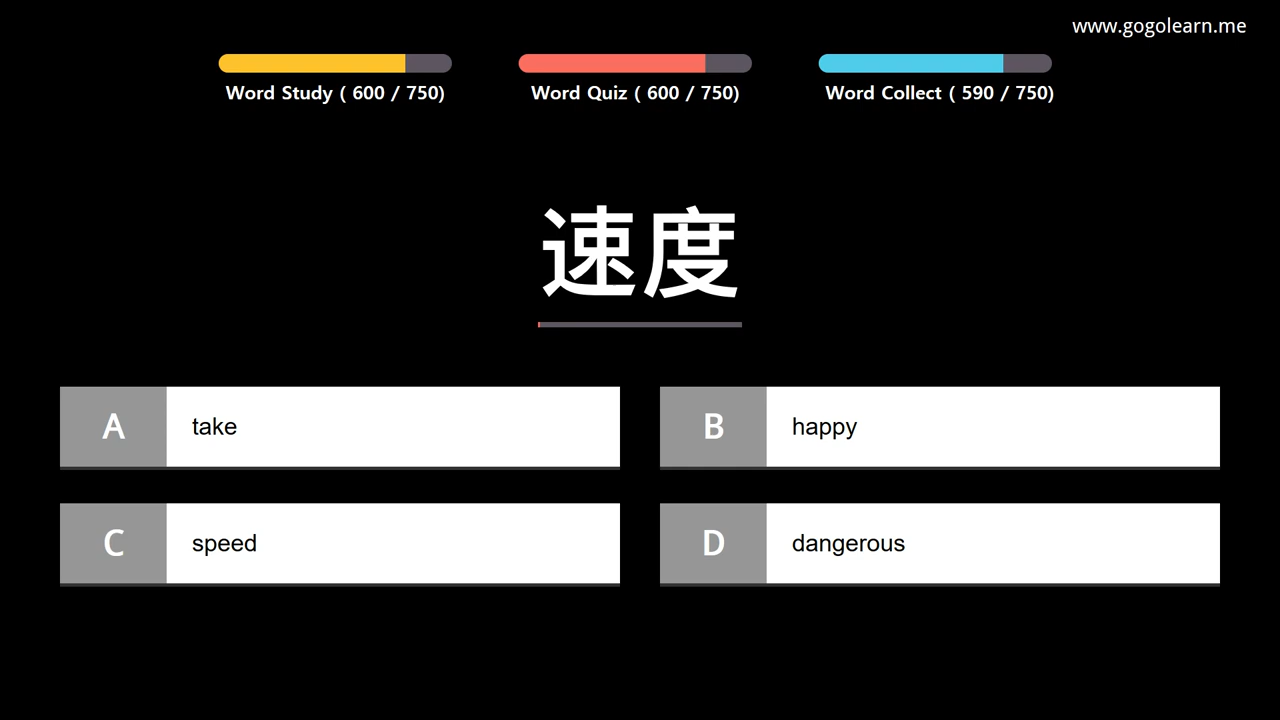 www.gogolearn.me
Word Study ( 600 / 750)
Word Quiz ( 600 / 750)
Word Collect ( 590 / 750)
速度
A take
B happy
C speed
D dangerous